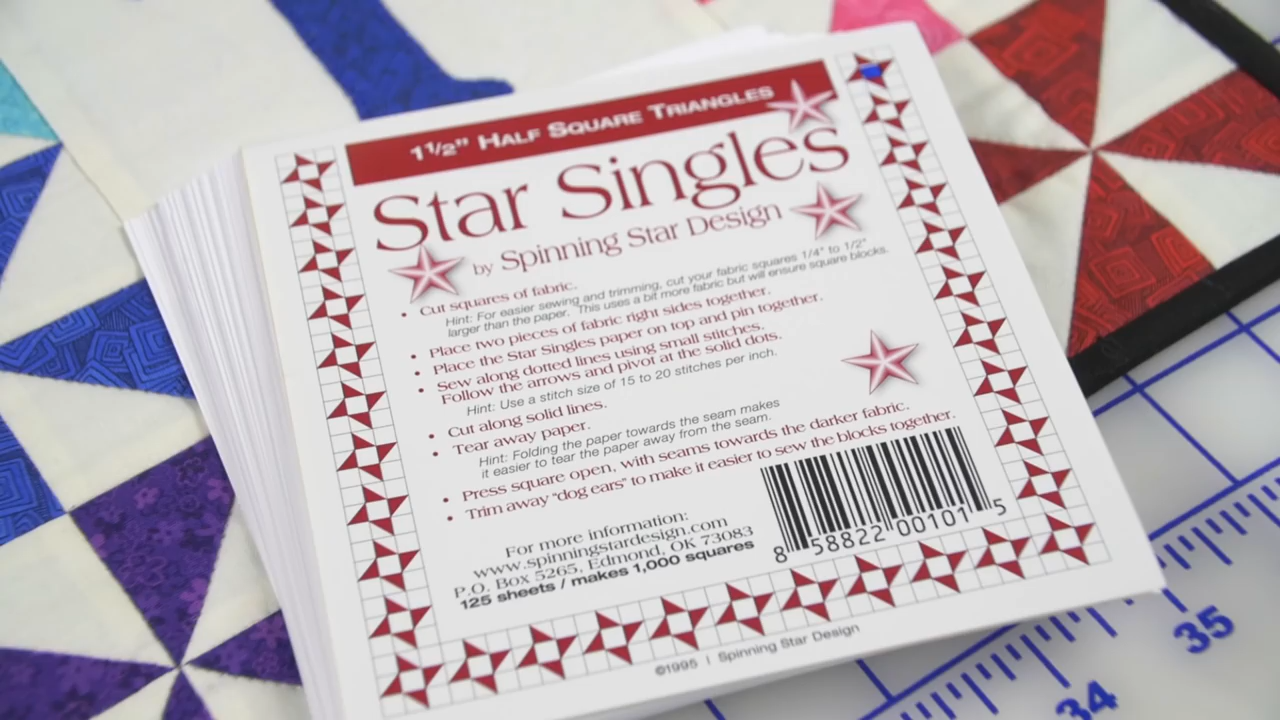 1 1/2" HALF SQUARE TRIANGLES
Star Singles
by Spinning Star Design
• Cut squares of fabric.
Hint: For easier sewing and trimming, cut your fabric squares 1/4" to 1/2"
larger than the paper. This uses a bit more fabric but will ensure square blocks.
• Place two pieces of fabric right sides together.
• Place the Star Singles paper on top and pin together.
• Sew along dotted lines using small stitches.
Follow the arrows and pivot at the solid dots.
Hint: Use a stitch size of 15 to 20 stitches per inch.
• Cut along solid lines.
• Tear away paper.
Hint: Folding the paper towards the seam makes
it easier to tear the paper away from the seam.
• Press square open, with seams towards the darker fabric.
• Trim away "dog ears" to make it easier to sew the blocks together.
For more information:
www.spinningstardesign.com
P.O. Box 5265, Edmond, OK 73083
125 sheets / makes 1,000 squares
8 58822 00101 5
©1995 | Spinning Star Design
35
34